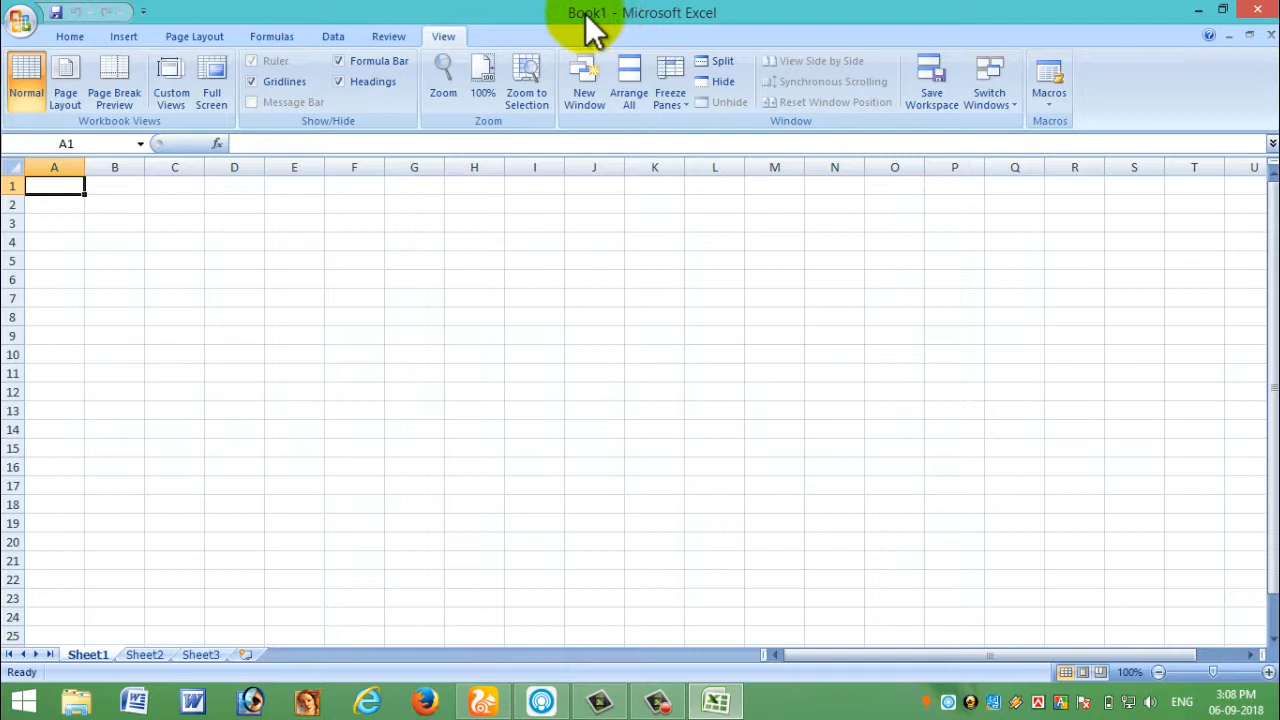 Book1 - Microsoft Excel
Home Insert Page Layout Formulas Data Review View
Normal Page Layout Page Break Preview Custom Views Full Screen
Ruler Formula Bar
Gridlines Headings
Message Bar
Zoom 100% Zoom to Selection
New Window Arrange All Freeze Panes
Split
Hide
Unhide
View Side by Side
Synchronous Scrolling
Reset Window Position
Save Workspace Switch Windows Macros
Workbook Views Show/Hide Zoom Window Macros
A1 fx
A B C D E F G H I J K L M N O P Q R S T U
1
2
3
4
5
6
7
8
9
10
11
12
13
14
15
16
17
18
19
20
21
22
23
24
25
Sheet1 Sheet2 Sheet3
Ready 100%
ENG 3:08 PM
06-09-2018